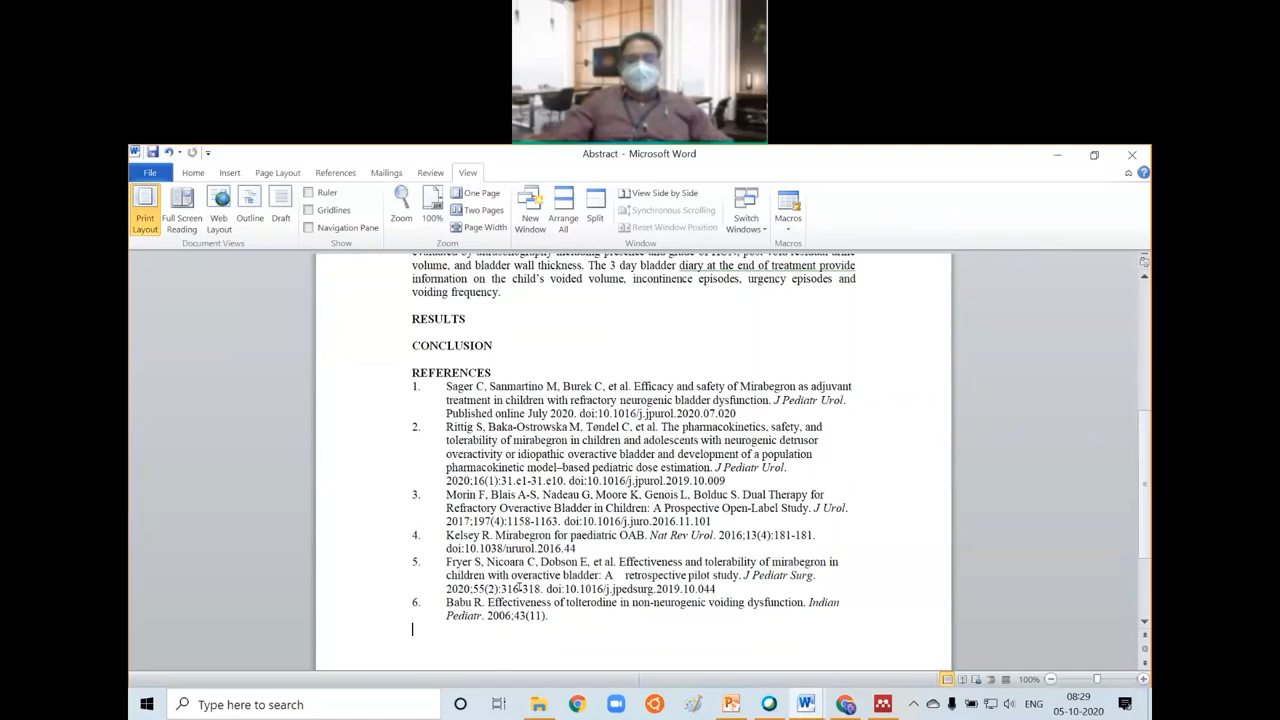 Abstract - Microsoft Word
File Home Insert Page Layout References Mailings Review View
Print Layout
Full Screen Reading
Web Layout
Outline
Draft
Document Views
Ruler
Gridlines
Navigation Pane
Show
Zoom
100%
One Page
Two Pages
Page Width
Zoom
New Window
Arrange All
Split
View Side by Side
Synchronous Scrolling
Reset Window Position
Window
Switch Windows
Macros
Macros
volume, and bladder wall thickness. The 3 day bladder diary at the end of treatment provide
information on the child's voided volume, incontinence episodes, urgency episodes and
voiding frequency.
RESULTS
CONCLUSION
REFERENCES
1. Sager C, Sanmartino M, Burek C, et al. Efficacy and safety of Mirabegron as adjuvant
treatment in children with refractory neurogenic bladder dysfunction. J Pediatr Urol.
Published online July 2020. doi:10.1016/j.jpurol.2020.07.020
2. Rittig S, Baka-Ostrowska M, Tøndel C, et al. The pharmacokinetics, safety, and
tolerability of mirabegron in children and adolescents with neurogenic detrusor
overactivity or idiopathic overactive bladder and development of a population
pharmacokinetic model–based pediatric dose estimation. J Pediatr Urol.
2020;16(1):31.e1-31.e10. doi:10.1016/j.jpurol.2019.10.009
3. Morin F, Blais A-S, Nadeau G, Moore K, Genois L, Bolduc S. Dual Therapy for
Refractory Overactive Bladder in Children: A Prospective Open-Label Study. J Urol.
2017;197(4):1158-1163. doi:10.1016/j.juro.2016.11.101
4. Kelsey R. Mirabegron for paediatric OAB. Nat Rev Urol. 2016;13(4):181-181.
doi:10.1038/nrurol.2016.44
5. Fryer S, Nicoara C, Dobson E, et al. Effectiveness and tolerability of mirabegron in
children with overactive bladder: A retrospective pilot study. J Pediatr Surg.
2020;55(2):316-318. doi:10.1016/j.jpedsurg.2019.10.044
6. Babu R. Effectiveness of tolterodine in non-neurogenic voiding dysfunction. Indian
Pediatr. 2006;43(11).
100%
Type here to search
ENG
08:29
05-10-2020